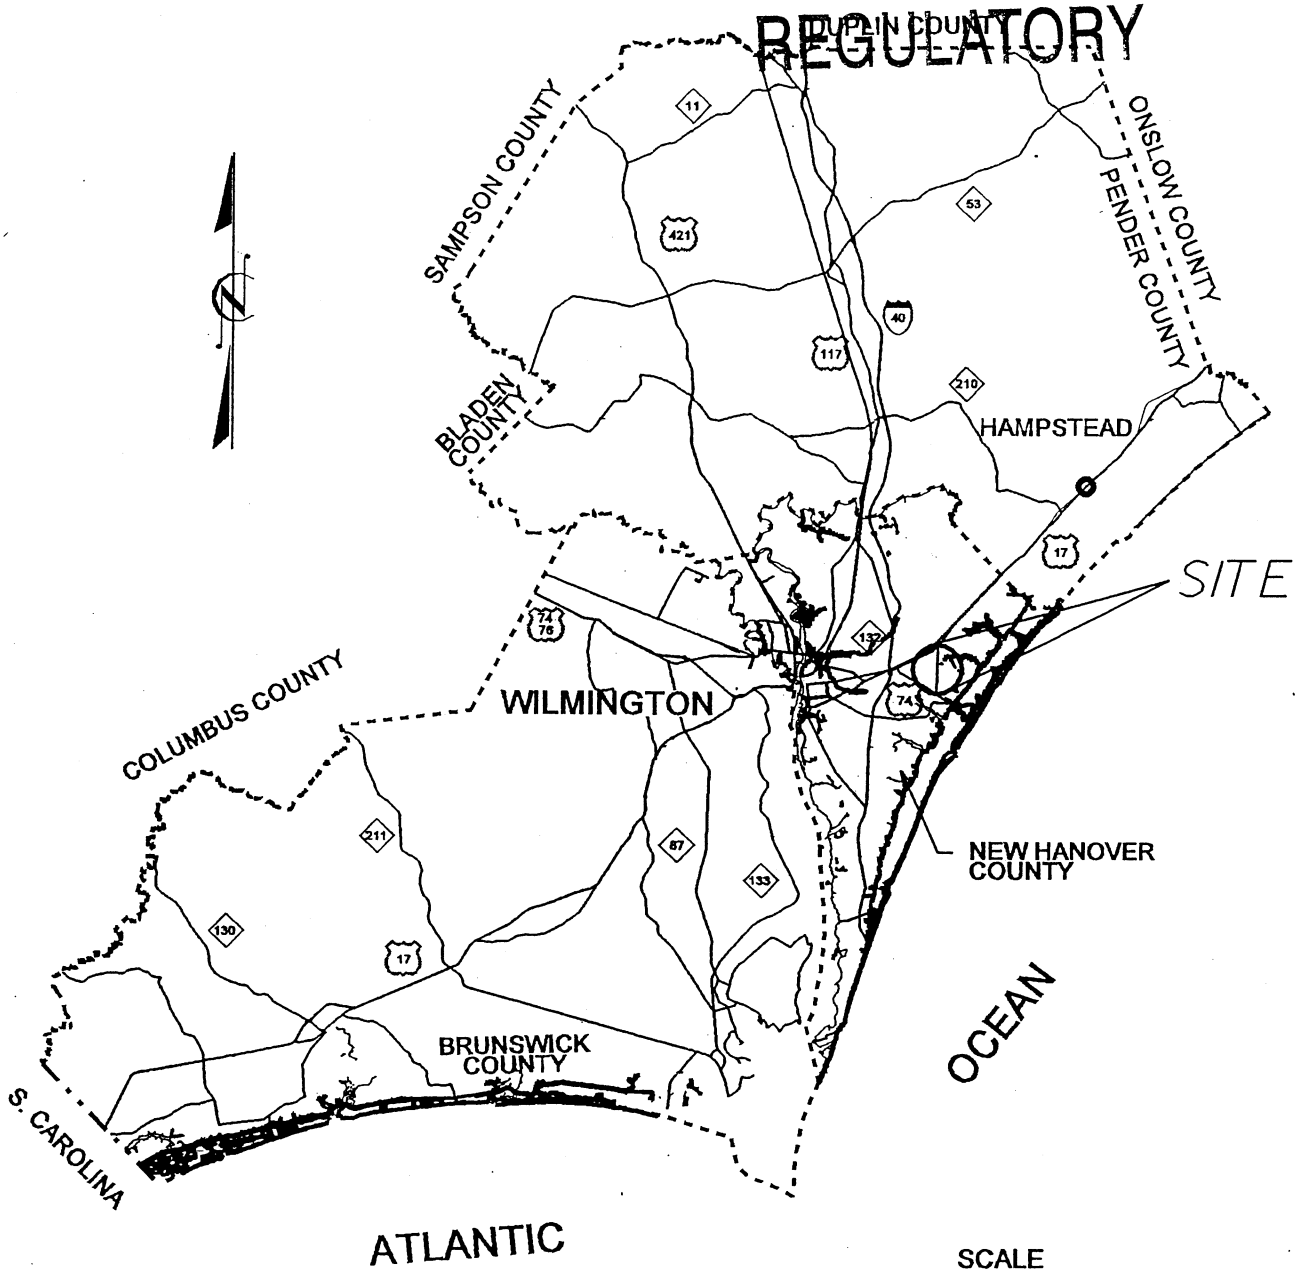 REGULATORY
DUPLIN COUNTY
SAMPSON COUNTY
11
ONSLOW COUNTY
PENDER COUNTY
53
421
N
40
117
210
BLADEN
COUNTY
HAMPSTEAD
17
SITE
74
76
132
COLUMBUS COUNTY
WILMINGTON
74
211
87
133
NEW HANOVER
COUNTY
130
17
OCEAN
BRUNSWICK
COUNTY
S. CAROLINA
ATLANTIC
SCALE